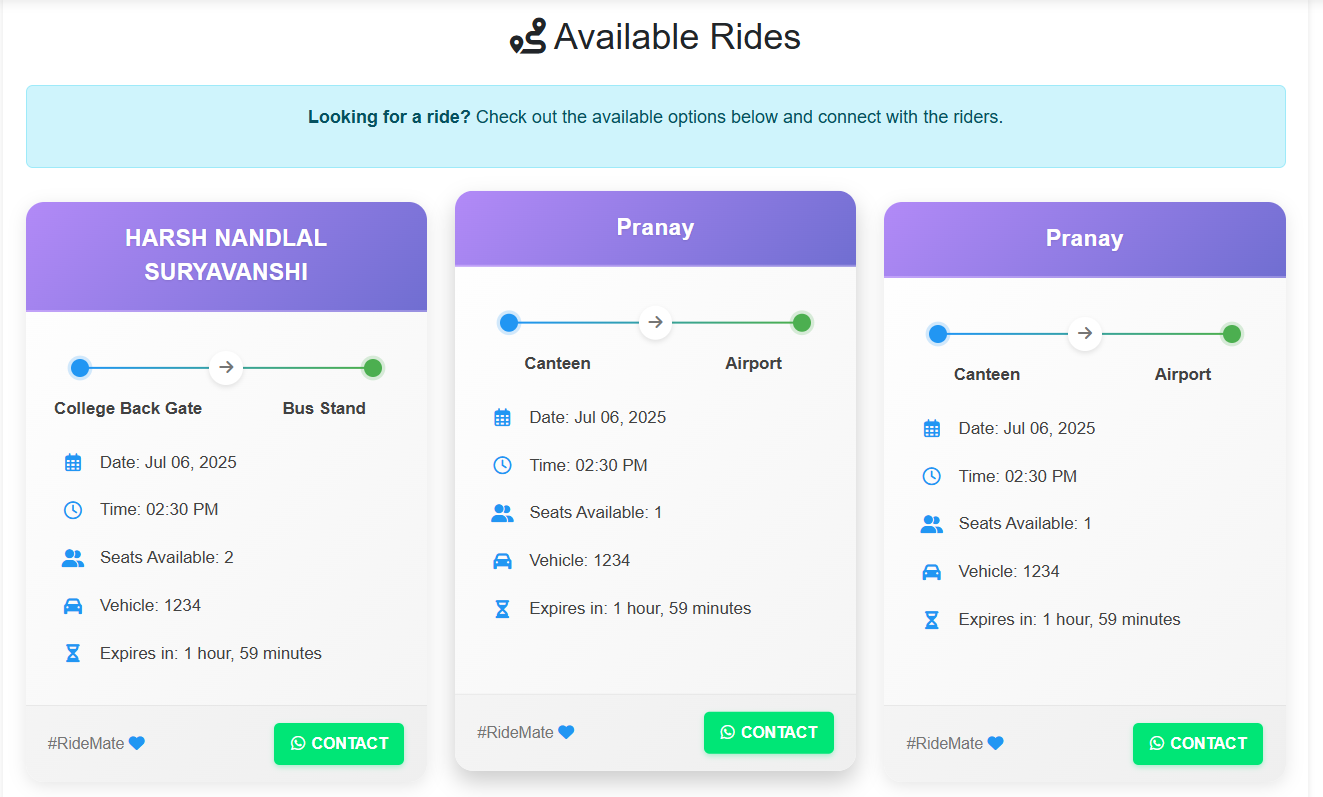 Available Rides
Looking for a ride? Check out the available options below and connect with the riders.
HARSH NANDLAL
SURYAVANSHI
College Back Gate
Bus Stand
Date: Jul 06, 2025
Time: 02:30 PM
Seats Available: 2
Vehicle: 1234
Expires in: 1 hour, 59 minutes
#RideMate
CONTACT
Pranay
Canteen
Airport
Date: Jul 06, 2025
Time: 02:30 PM
Seats Available: 1
Vehicle: 1234
Expires in: 1 hour, 59 minutes
#RideMate
CONTACT
Pranay
Canteen
Airport
Date: Jul 06, 2025
Time: 02:30 PM
Seats Available: 1
Vehicle: 1234
Expires in: 1 hour, 59 minutes
#RideMate
CONTACT